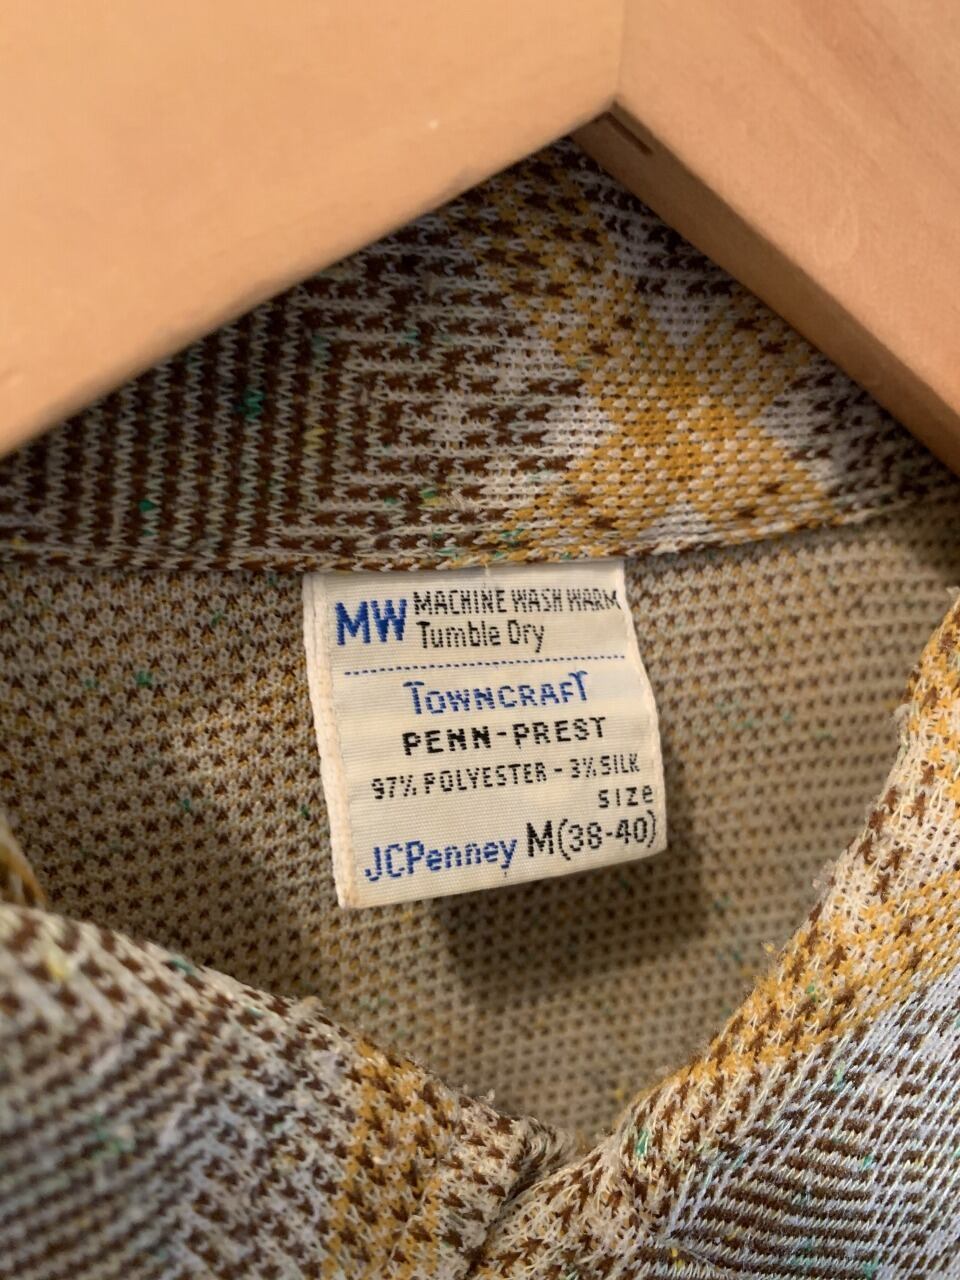 MW MACHINE WASH WARM
Tumble Dry
TOWNCRAFT
PENN-PREST
97% POLYESTER - 3% SILK
SIZE
JCPenney M(38-40)